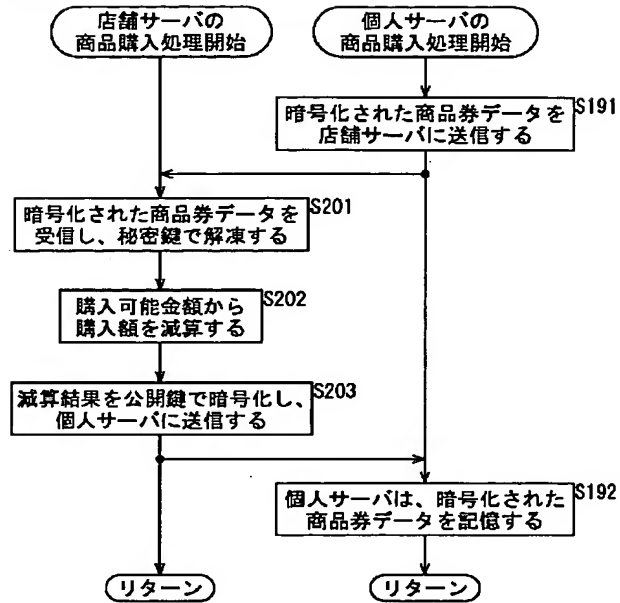 店舗サーバの
商品購入処理開始
個人サーバの
商品購入処理開始
暗号化された商品券データを
店舗サーバに送信する
S191
暗号化された商品券データを
受信し、秘密鍵で解凍する
S201
購入可能金額から
購入額を減算する
S202
減算結果を公開鍵で暗号化し、
個人サーバに送信する
S203
個人サーバは、暗号化された
商品券データを記憶する
S192
リターン
リターン